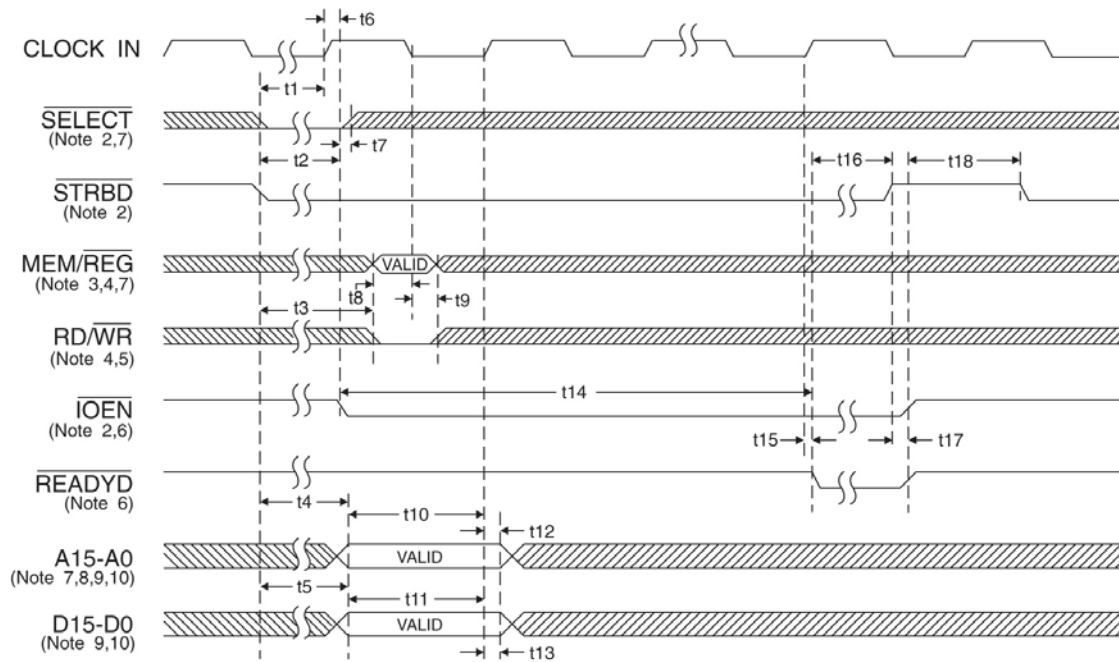 t6
CLOCK IN
t1
SELECT
(Note 2,7)
t7
t2
t16
t18
STRBD
(Note 2)
MEM/REG
(Note 3,4,7)
VALID
t8
t9
t3
RD/WR
(Note 4,5)
t14
IOEN
(Note 2,6)
t15
t17
READYD
(Note 6)
t4
t10
t12
A15-A0
(Note 7,8,9,10)
VALID
t5
t11
D15-D0
(Note 9,10)
VALID
t13